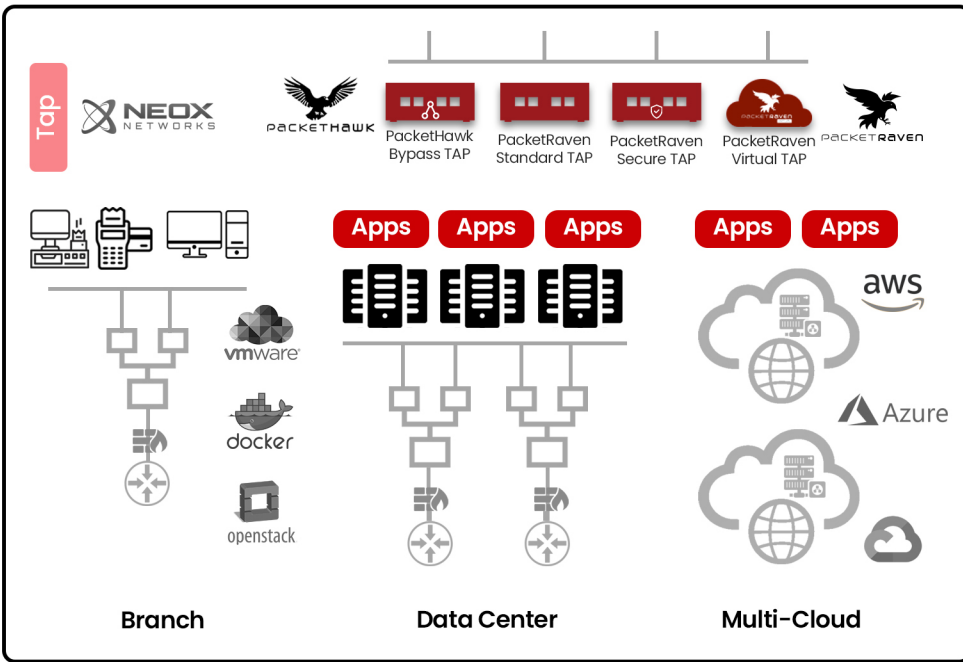 Tap
NEOX
NETWORKS
PACKETHAWK
PacketHawk
Bypass TAP
PacketRaven
Standard TAP
PacketRaven
Secure TAP
PACKETRAVEN
PacketRaven
Virtual TAP
PACKETRAVEN
Apps
Apps
Apps
Apps
Apps
vmware
docker
openstack
aws
Azure
Branch
Data Center
Multi-Cloud